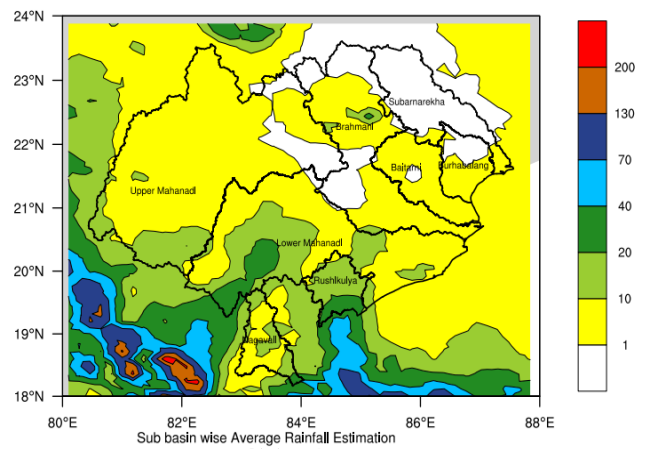 24°N
23°N
22°N
21°N
20°N
19°N
18°N
80°E
82°E
84°E
86°E
88°E
Subarnarekha
Brahmani
Baitarni
Burhabalang
Upper Mahanadi
Lower Mahanadi
Rushlkulya
Nagavali
200
130
70
40
20
10
1
Sub basin wise Average Rainfall Estimation